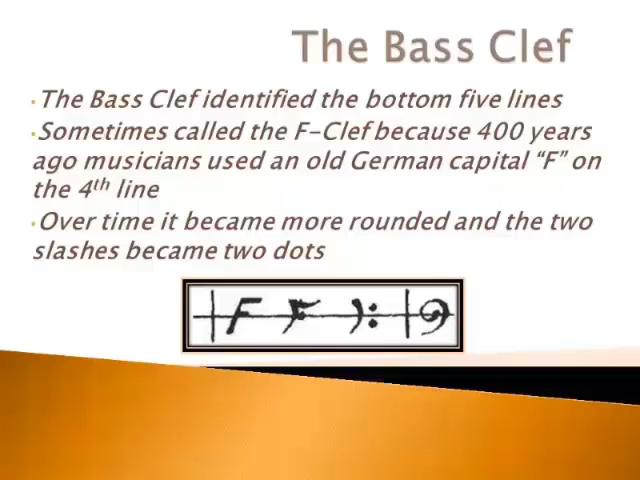 The Bass Clef
•The Bass Clef identified the bottom five lines
•Sometimes called the F-Clef because 400 years
ago musicians used an old German capital “F” on
the 4th line
•Over time it became more rounded and the two
slashes became two dots